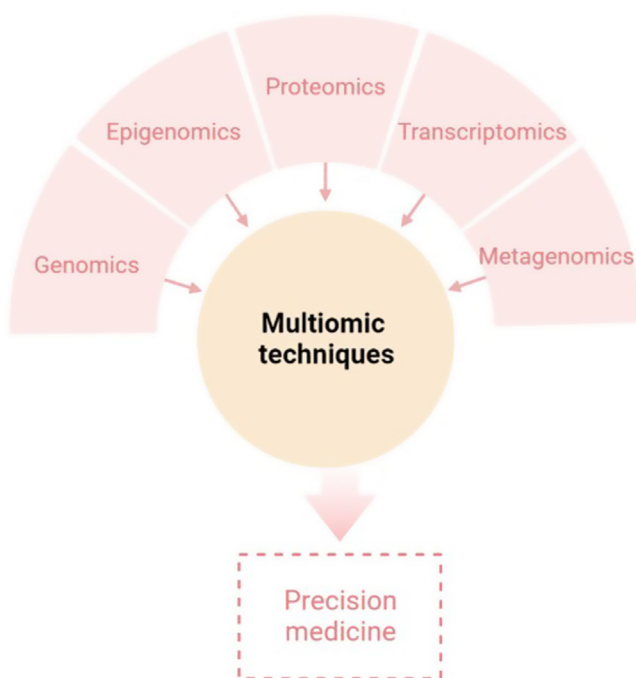 Proteomics
Epigenomics
Transcriptomics
Genomics
Metagenomics
Multiomic
techniques
Precision
medicine